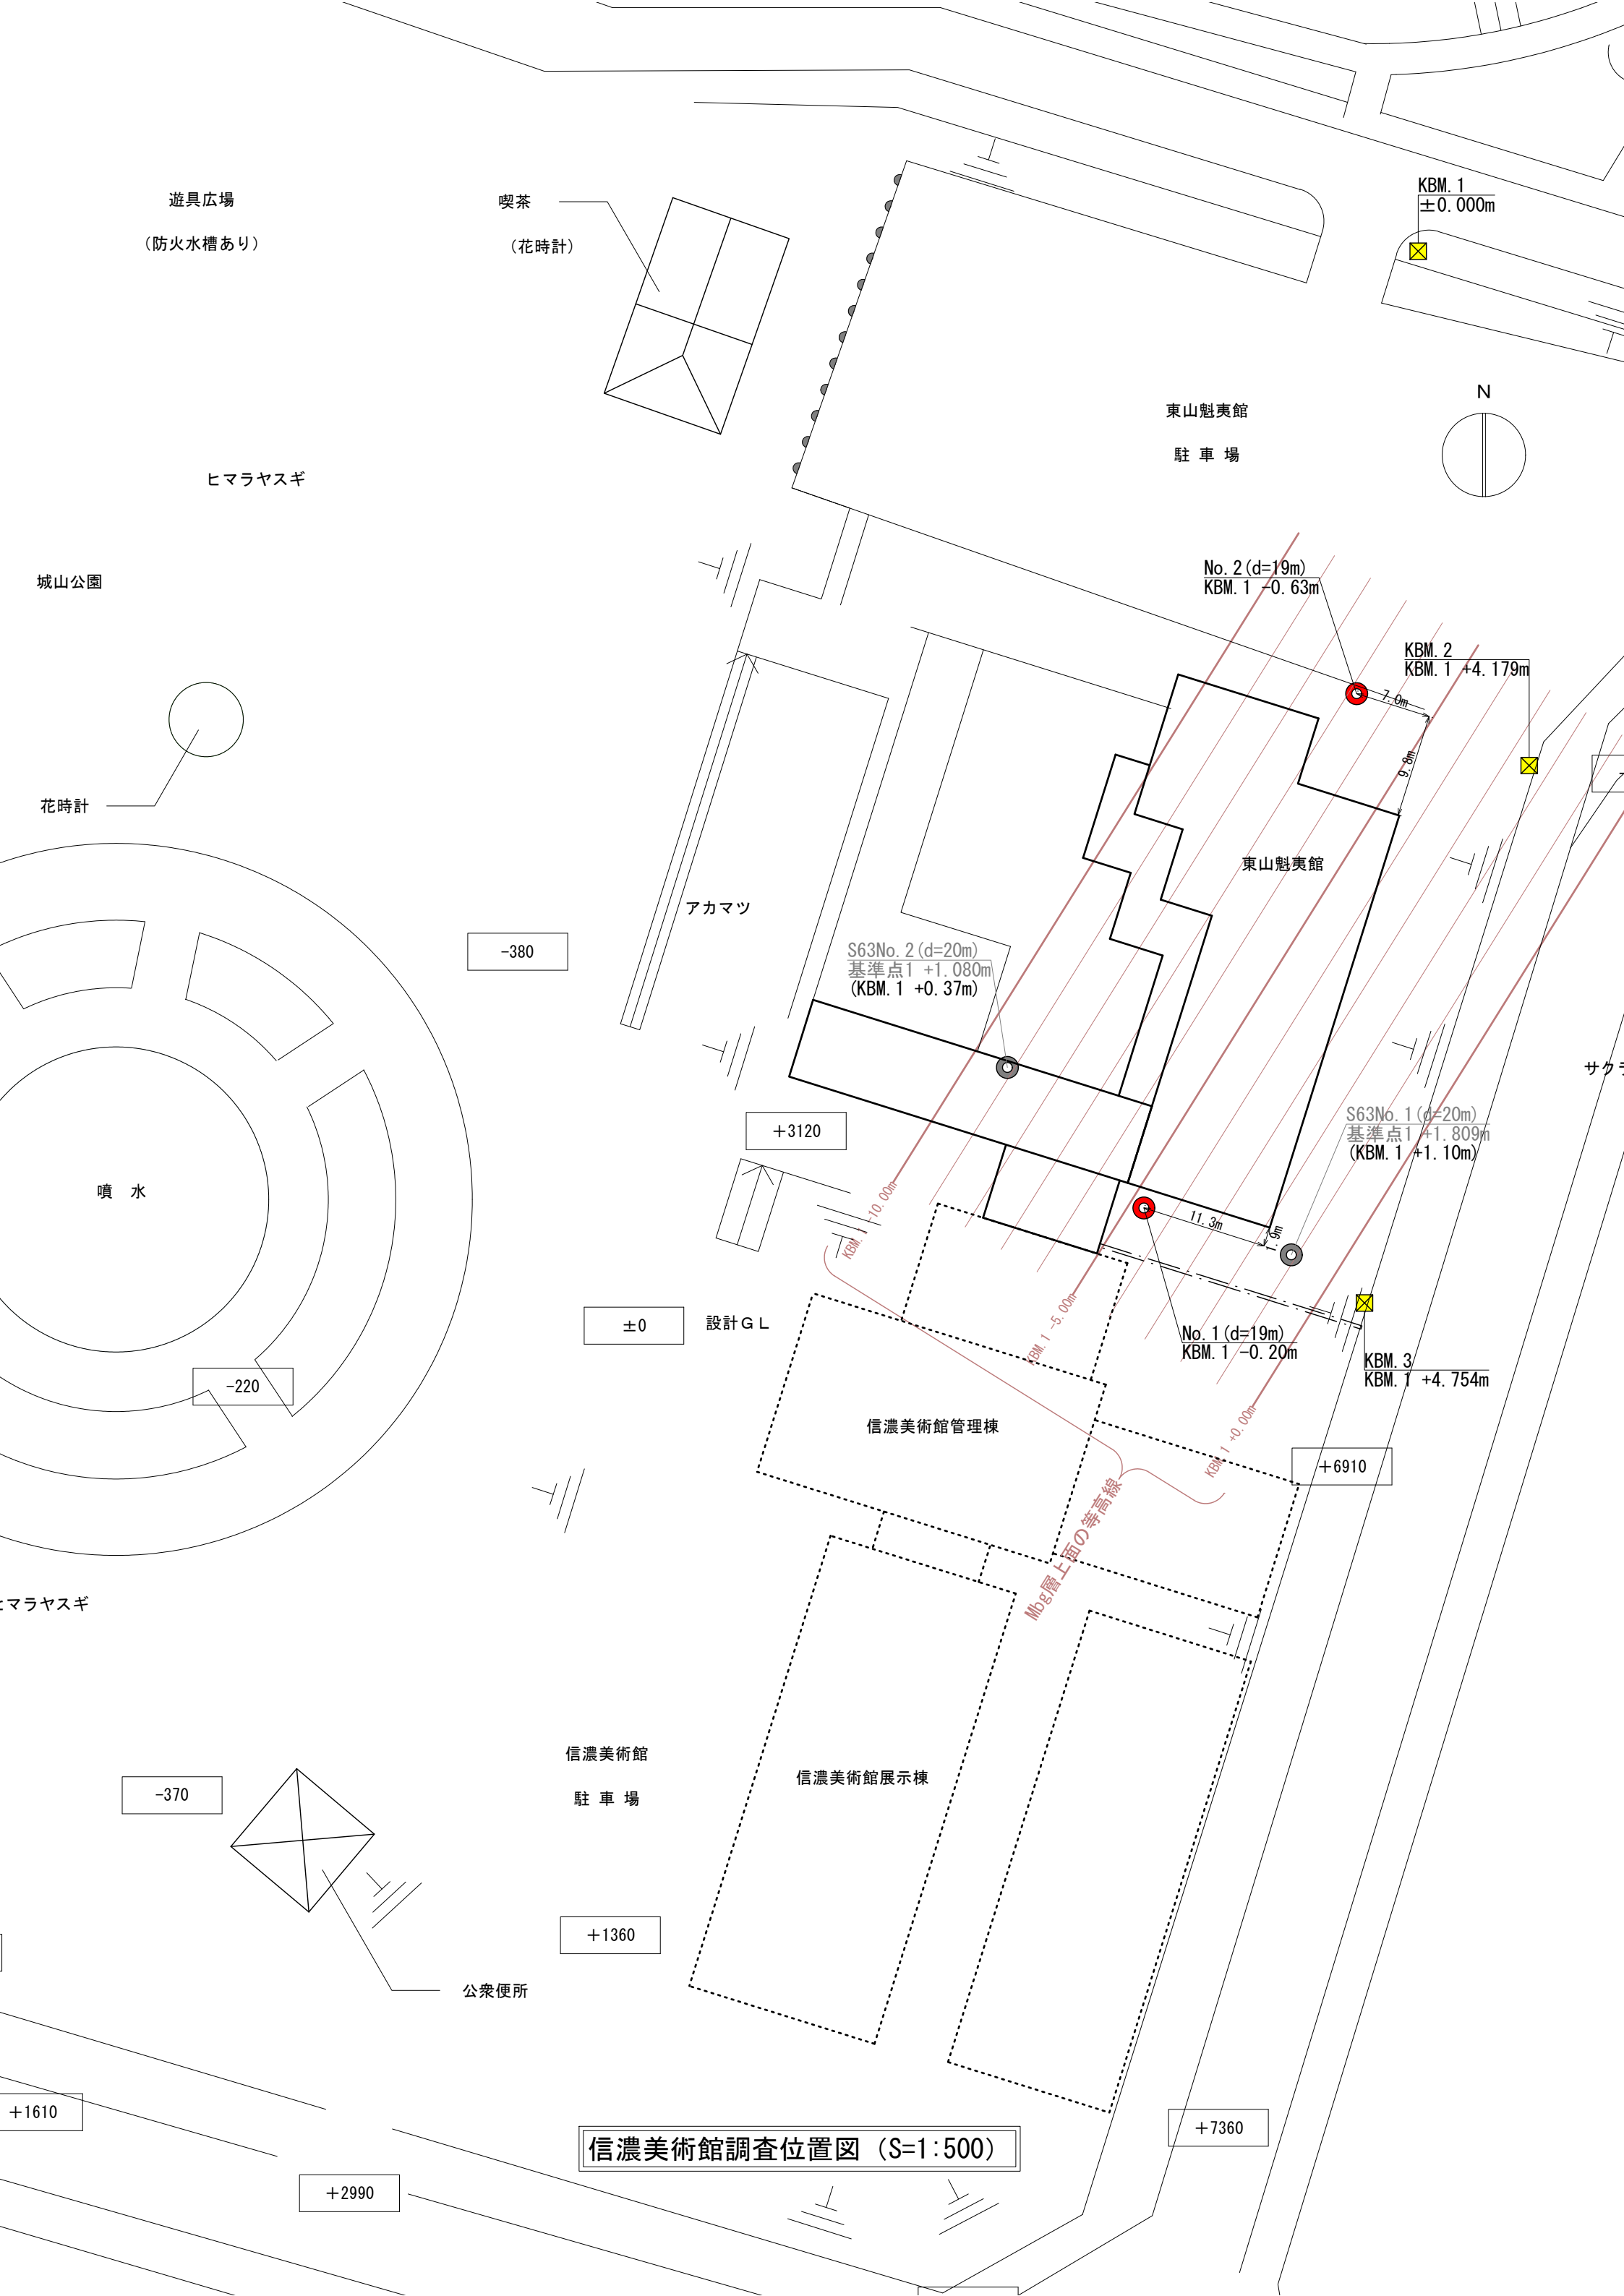 KBM.1
±0.000m
遊具広場
(防火水槽あり)
喫茶
(花時計)
東山魁夷館
駐 車 場
N
ヒマラヤスギ
城山公園
No.2(d=19m)
KBM.1 -0.63m
KBM.2
KBM.1 +4.179m
7.0m
9.8m
花時計
東山魁夷館
アカマツ
-380
S63No.2(d=20m)
基準点1 +1.080m
(KBM.1 +0.37m)
サクラ
S63No.1(d=20m)
基準点1 +1.809m
(KBM.1 +1.10m)
+3120
噴 水
11.3m
1.9m
KBM.1 -10.00m
KBM.1 -5.00m
KBM.1 +0.00m
±0
設計GL
No.1(d=19m)
KBM.1 -0.20m
KBM.3
KBM.1 +4.754m
-220
信濃美術館管理棟
+6910
Mbg層上面の等高線
ヒマラヤスギ
信濃美術館
駐 車 場
信濃美術館展示棟
-370
+1360
公衆便所
+1610
+7360
信濃美術館調査位置図 (S=1:500)
+2990